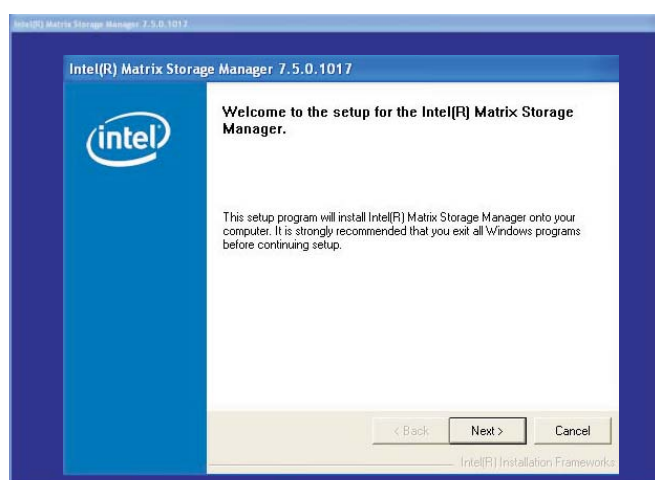 Intel(R) Matrix Storage Manager 7.5.0.1017
Intel(R) Matrix Storage Manager 7.5.0.1017
intel
Welcome to the setup for the Intel(R) Matrix Storage
Manager.
This setup program will install Intel(R) Matrix Storage Manager onto your
computer. It is strongly recommended that you exit all Windows programs
before continuing setup.
< Back Next > Cancel
Intel(R) Installation Frameworks